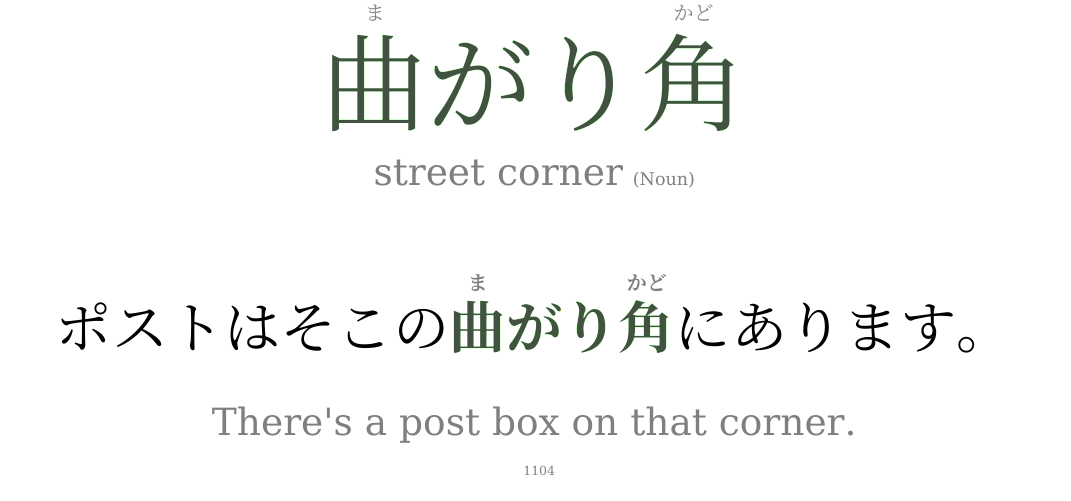 ま かど
曲がり角
street corner (Noun)
ま かど
ポストはそこの曲がり角にあります。
There's a post box on that corner.
1104